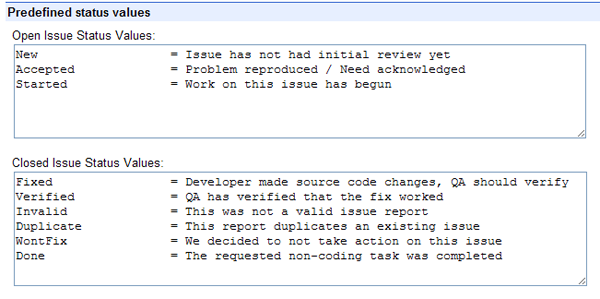 Predefined status values
Open Issue Status Values:
New = Issue has not had initial review yet
Accepted = Problem reproduced / Need acknowledged
Started = Work on this issue has begun
Closed Issue Status Values:
Fixed = Developer made source code changes, QA should verify
Verified = QA has verified that the fix worked
Invalid = This was not a valid issue report
Duplicate = This report duplicates an existing issue
WontFix = We decided to not take action on this issue
Done = The requested non-coding task was completed